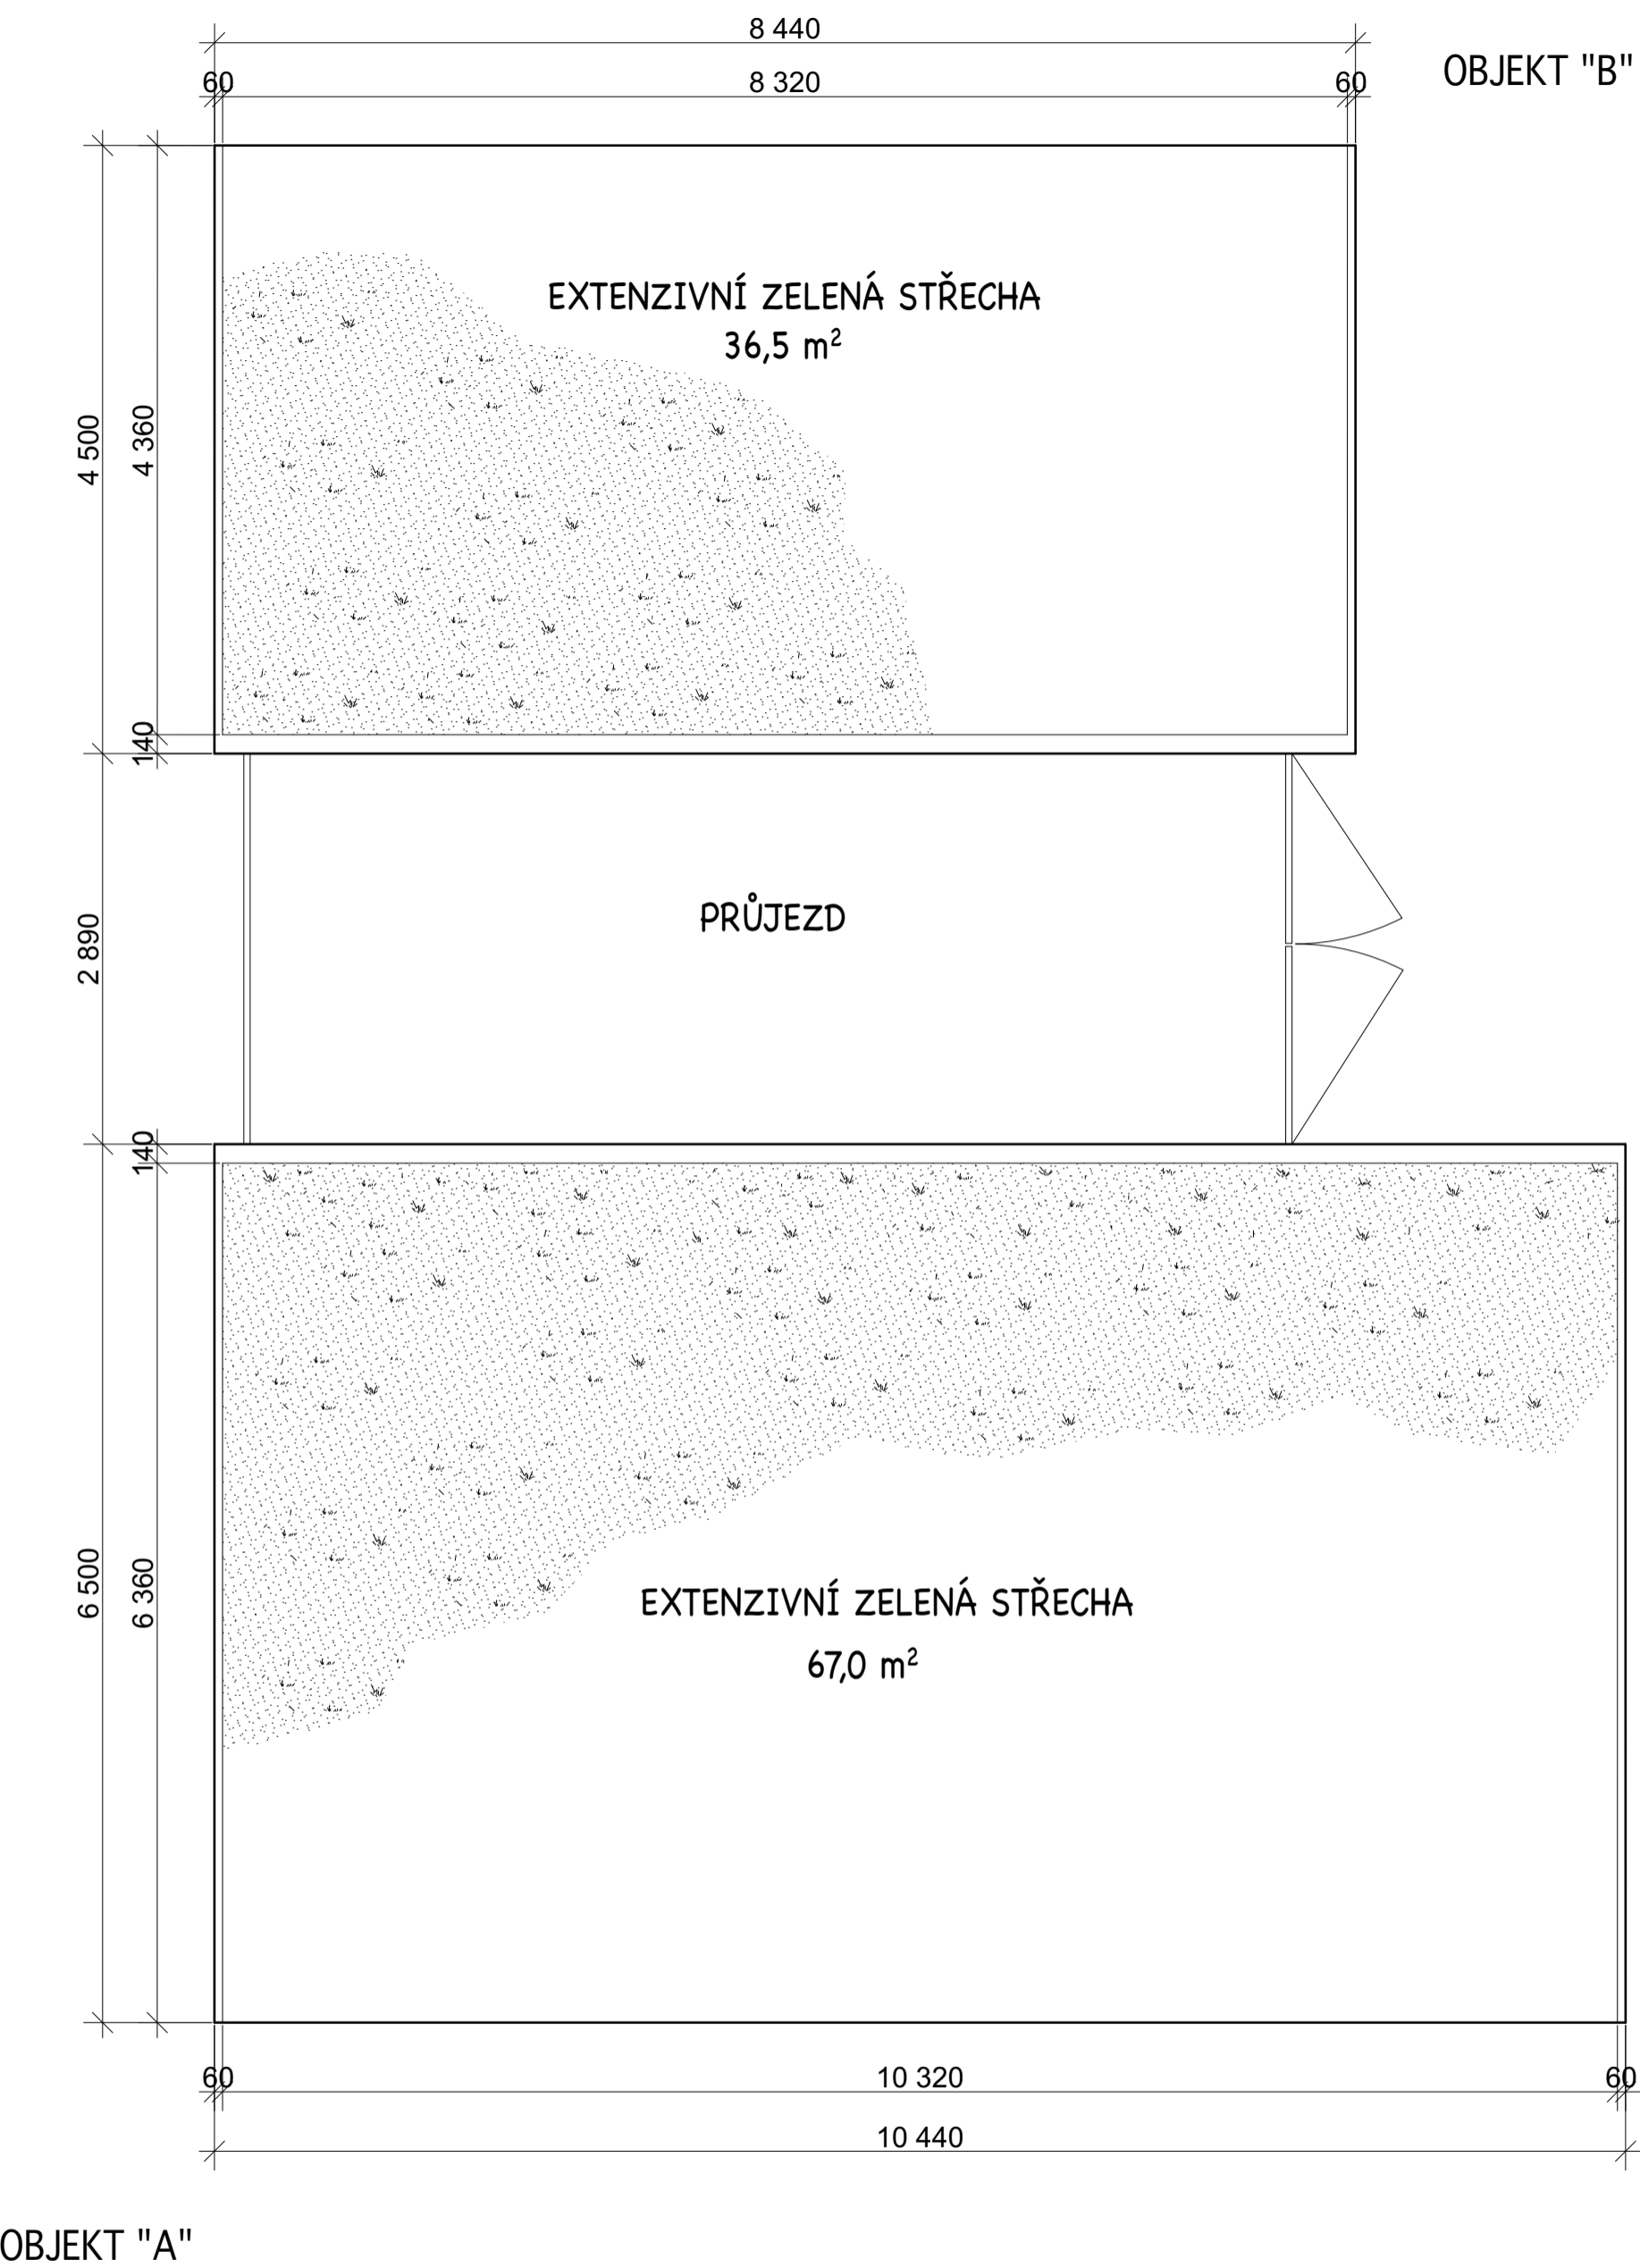 8 440
OBJEKT "B"
60
8 320
60
EXTENZIVNÍ ZELENÁ STŘECHA
36,5 m²
4 500
4 360
140
PRŮJEZD
2 890
140
EXTENZIVNÍ ZELENÁ STŘECHA
67,0 m²
6 500
6 360
60
10 320
60
10 440
OBJEKT "A"